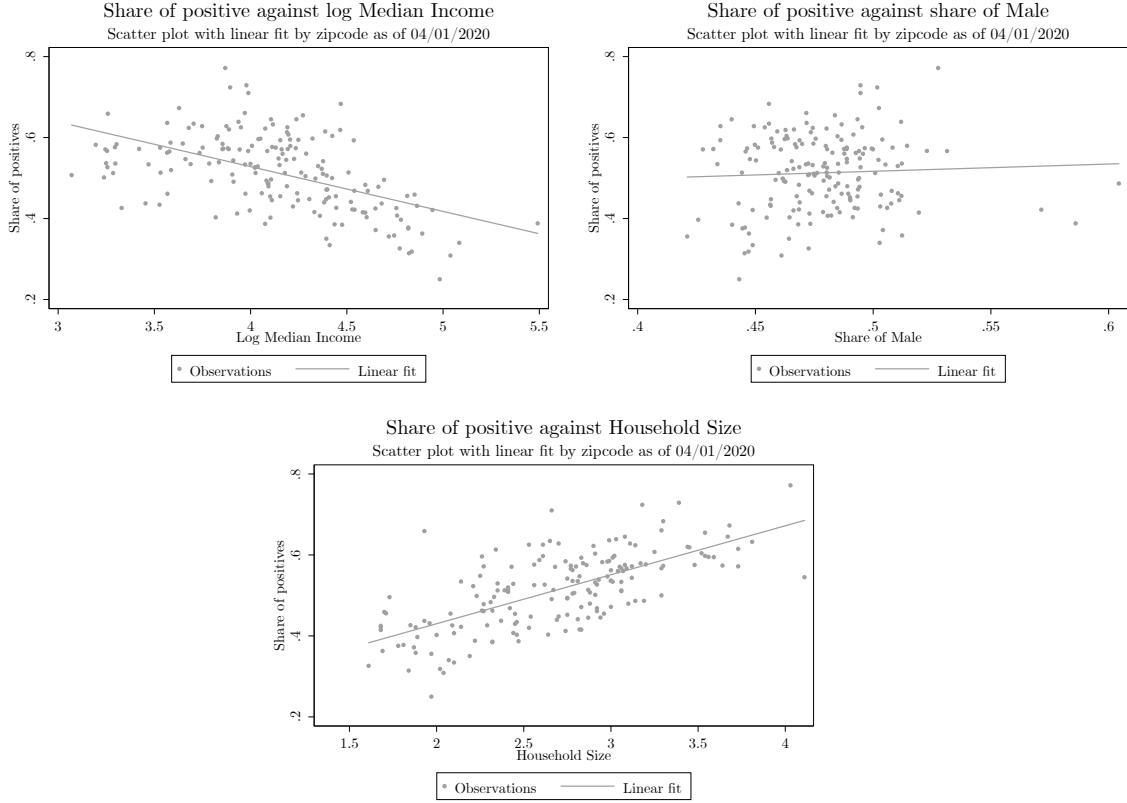 Share of positive against log Median Income
Scatter plot with linear fit by zipcode as of 04/01/2020
Share of positives
.8
.6
.4
.2
3 3.5 4 4.5 5 5.5
Log Median Income
Observations Linear fit
Share of positive against share of Male
Scatter plot with linear fit by zipcode as of 04/01/2020
Share of positives
.8
.6
.4
.2
.4 .45 .5 .55 .6
Share of Male
Observations Linear fit
Share of positive against Household Size
Scatter plot with linear fit by zipcode as of 04/01/2020
Share of positives
.8
.6
.4
.2
1.5 2 2.5 3 3.5 4
Household Size
Observations Linear fit